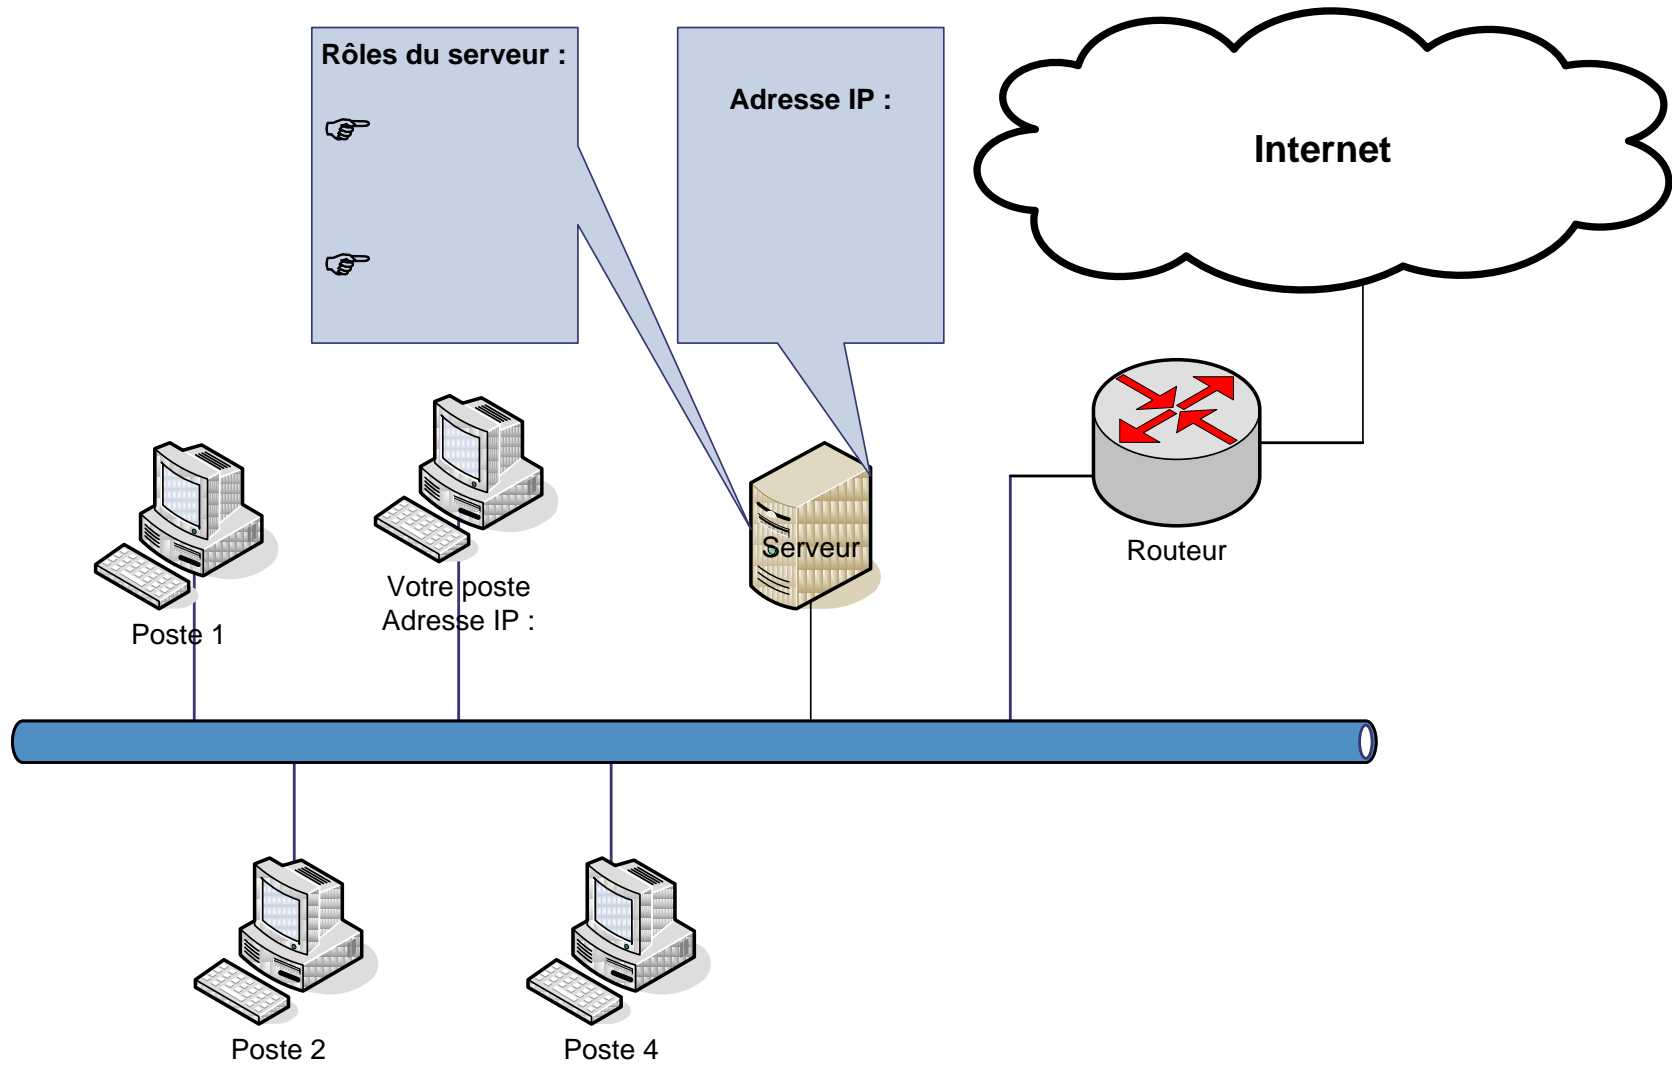 Rôles du serveur :
Adresse IP :
Internet
Serveur
Routeur
Votre poste
Adresse IP :
Poste 1
Poste 2
Poste 4